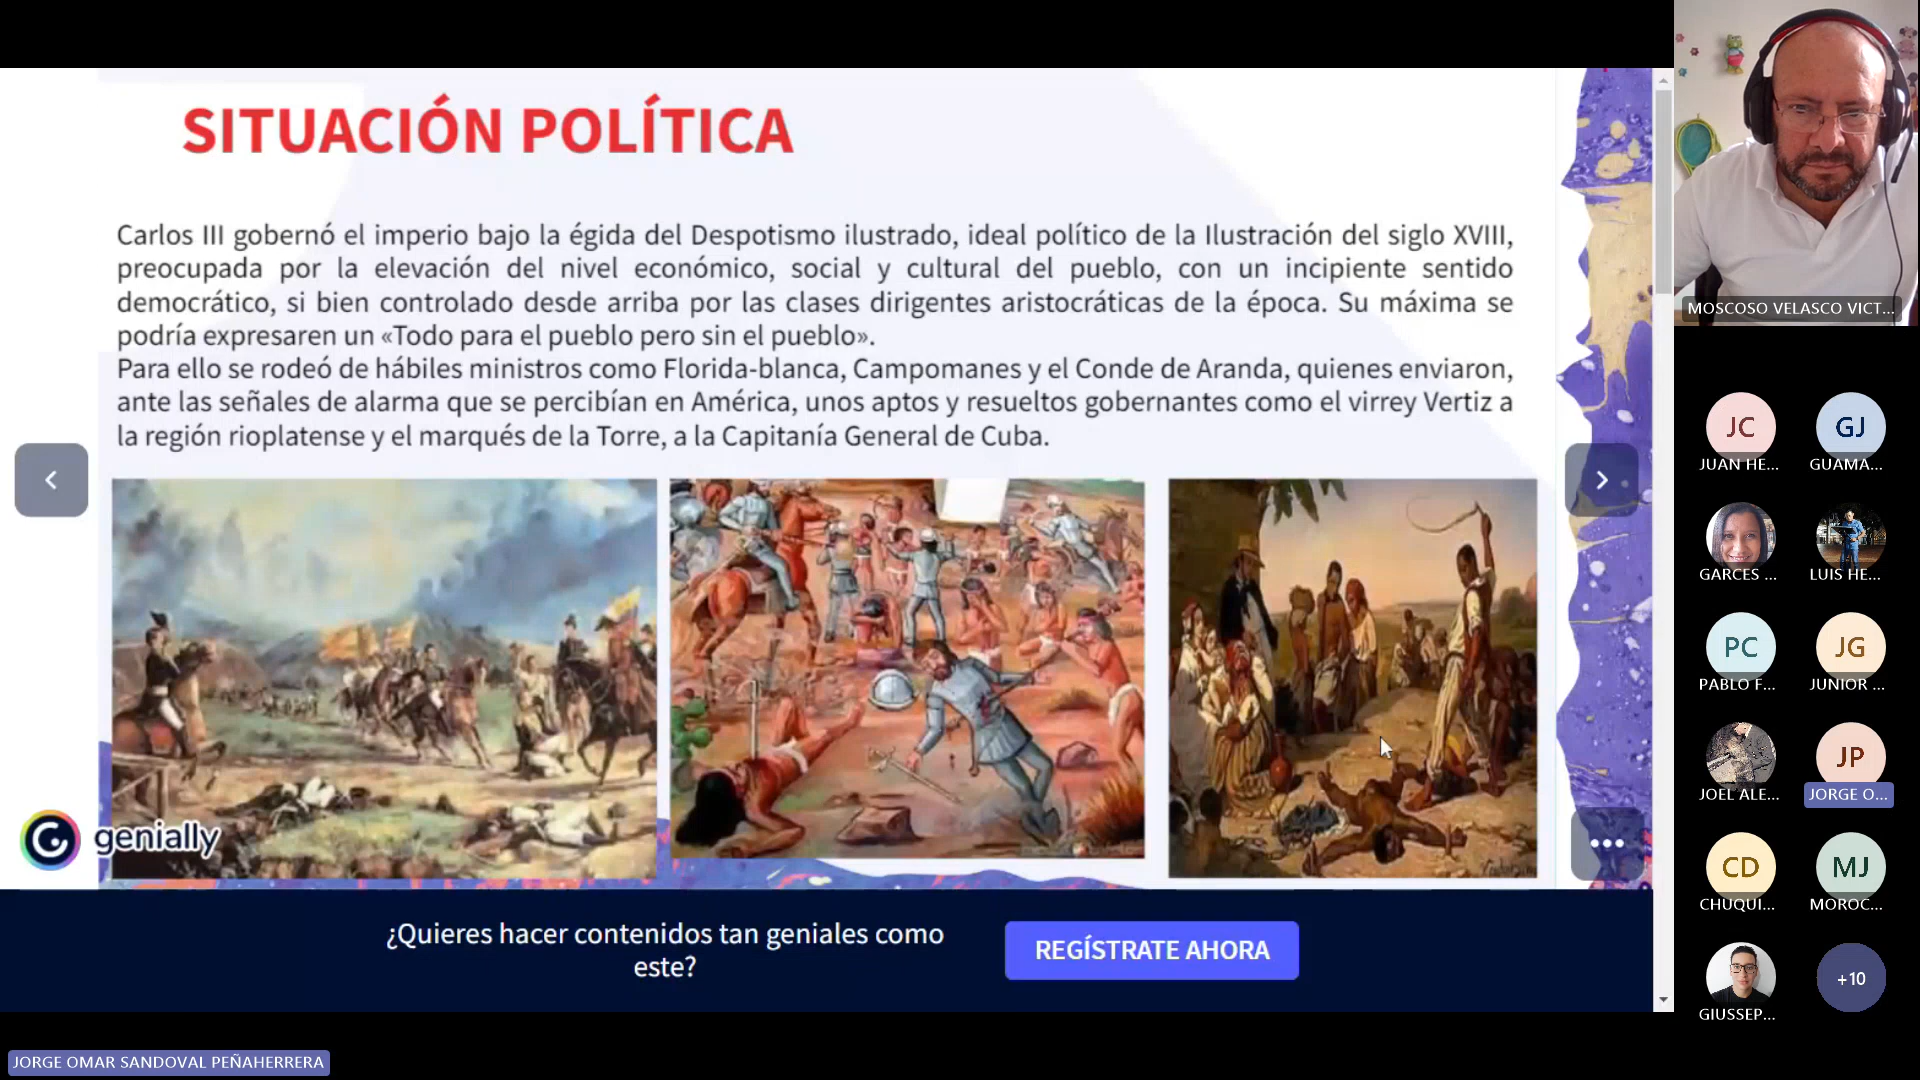 SITUACIÓN POLÍTICA
Carlos III gobernó el imperio bajo la égida del Despotismo ilustrado, ideal político de la Ilustración del siglo XVIII,
preocupada por la elevación del nivel económico, social y cultural del pueblo, con un incipiente sentido
democrático, si bien controlado desde arriba por las clases dirigentes aristocráticas de la época. Su máxima se
podría expresaren un «Todo para el pueblo pero sin el pueblo».
Para ello se rodeó de hábiles ministros como Florida-blanca, Campomanes y el Conde de Aranda, quienes enviaron,
ante las señales de alarma que se percibían en América, unos aptos y resueltos gobernantes como el virrey Vertiz a
la región rioplatense y el marqués de la Torre, a la Capitanía General de Cuba.
genially
¿Quieres hacer contenidos tan geniales como
este?
REGÍSTRATE AHORA
JORGE OMAR SANDOVAL PEÑAHERRERA
MOSCOSO VELASCO VICT...
JC
JUAN HE...
GJ
GUAMA...
GARCES ...
LUIS HE...
PC
PABLO F...
JG
JUNIOR ...
JOEL ALE...
JP
JORGE O...
CD
CHUQUI...
MJ
MOROC...
GIUSSEP...
+10